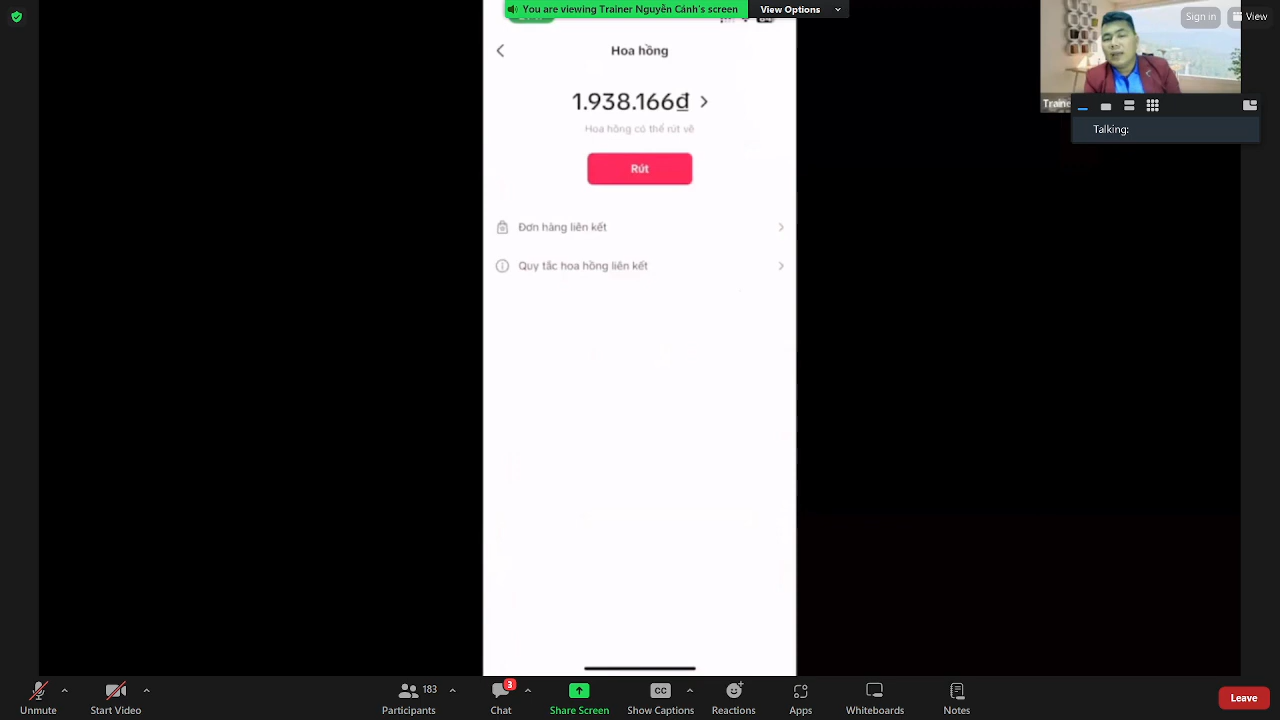 You are viewing Trainer Nguyễn Cảnh's screen
View Options
Sign in
View
Hoa hồng
1.938.166₫
Hoa hồng có thể rút về
Rút
Talking:
Đơn hàng liên kết
Quy tắc hoa hồng liên kết
Unmute
Start Video
183
Participants
3
Chat
Share Screen
CC
Show Captions
Reactions
Apps
Whiteboards
Notes
Leave